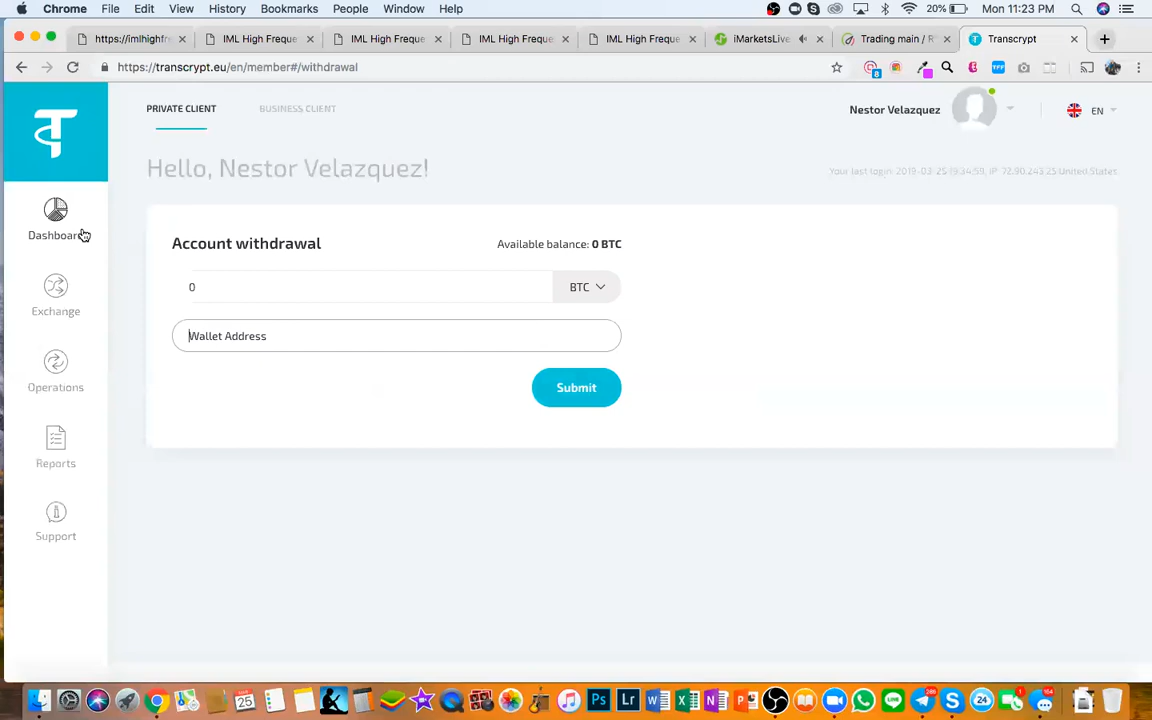 Chrome File Edit View History Bookmarks People Window Help 20% Mon 11:23 PM
https://imlhighfre IML High Freque IML High Freque IML High Freque IML High Freque iMarketsLive Trading main / R Transcrypt
https://transcrypt.eu/en/member#/withdrawal
8
PRIVATE CLIENT BUSINESS CLIENT
Nestor Velazquez EN
Hello, Nestor Velazquez!
Your last login: 2019-03-25 19:34:59, IP: 72.90.243.25,United States
Dashboard
Account withdrawal Available balance: 0 BTC
0 BTC
Exchange
Wallet Address
Operations
Submit
Reports
Support